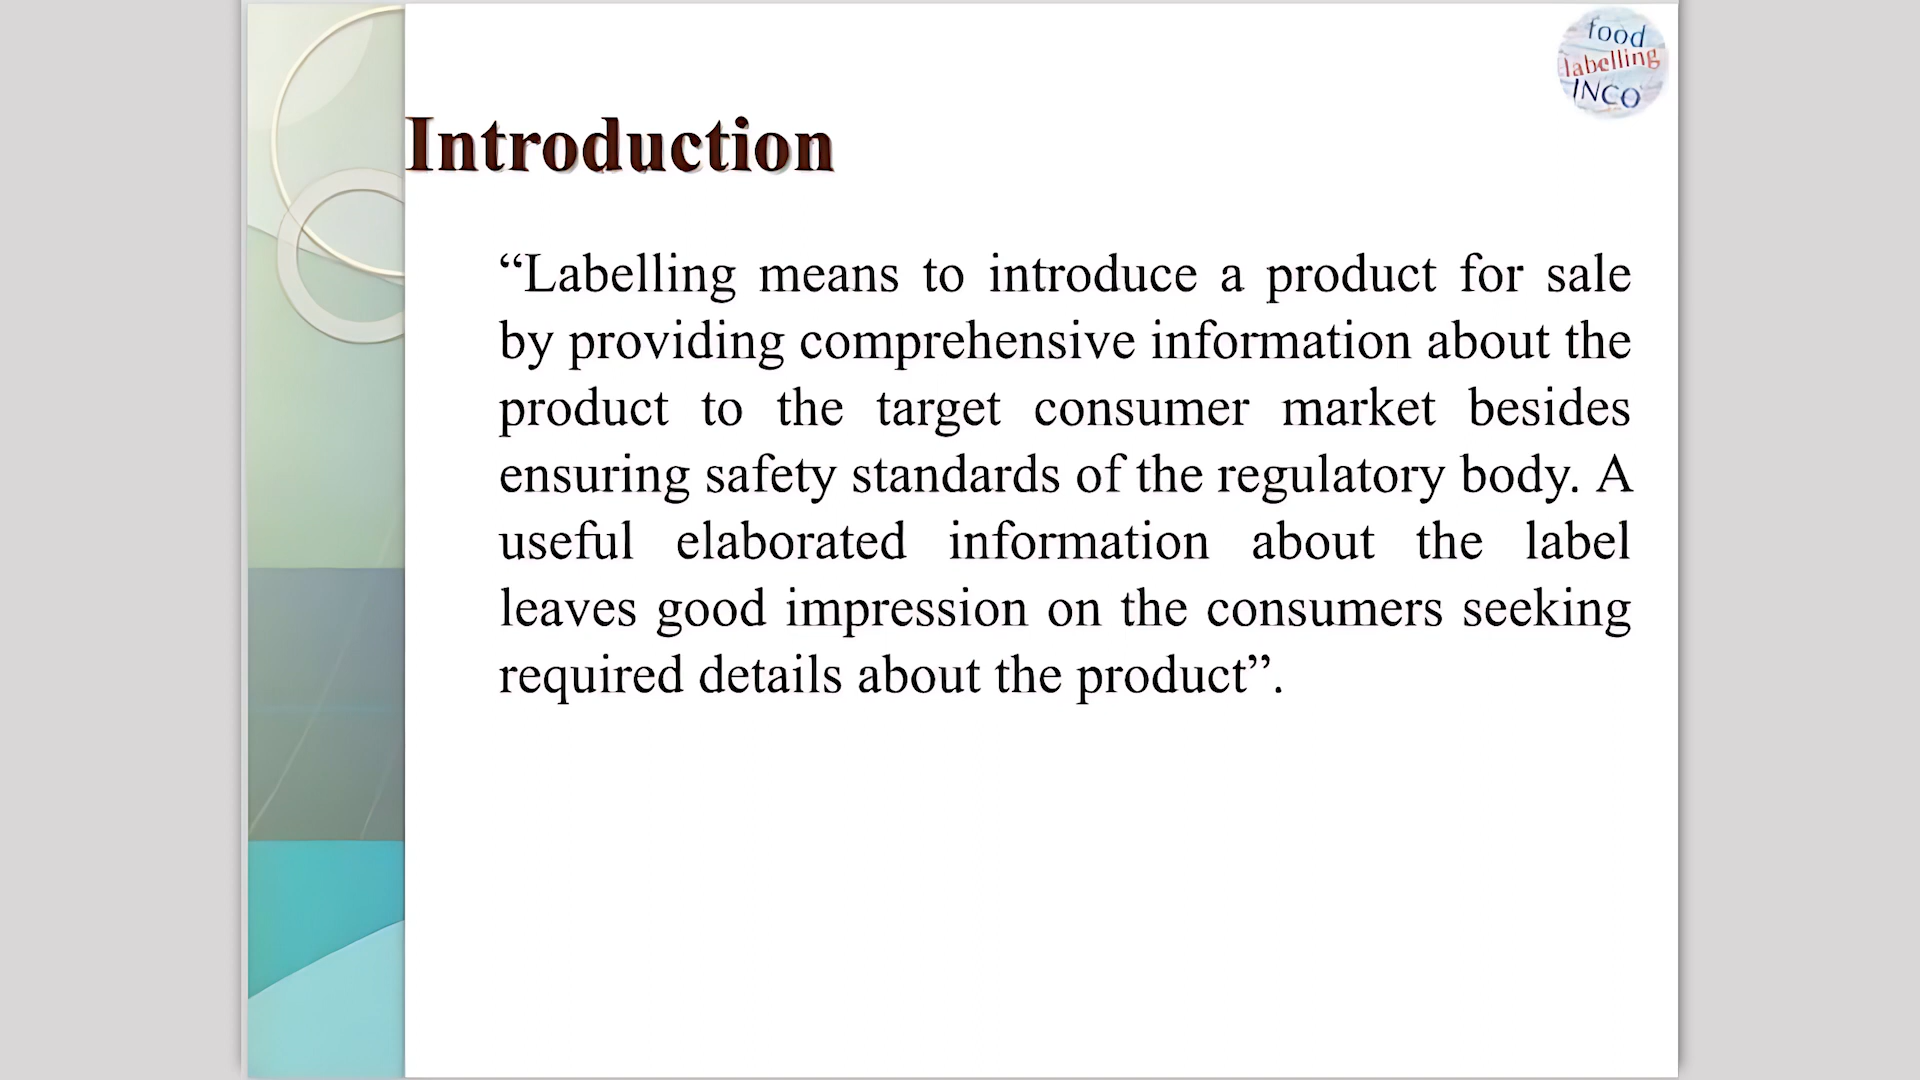 food
labelling
INCO
Introduction
“Labelling means to introduce a product for sale
by providing comprehensive information about the
product to the target consumer market besides
ensuring safety standards of the regulatory body. A
useful elaborated information about the label
leaves good impression on the consumers seeking
required details about the product”.